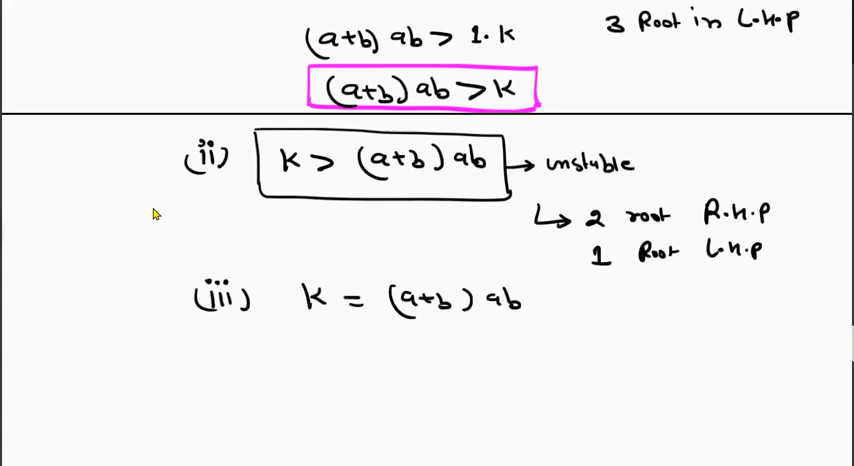 (a+b) ab > 1. k
3 Root in L.H.P
(a+b) ab > k
(ii) k > (a+b) ab → unstable
↳ 2 root R.H.P
1 Root L.H.P
(iii) k = (a+b) ab